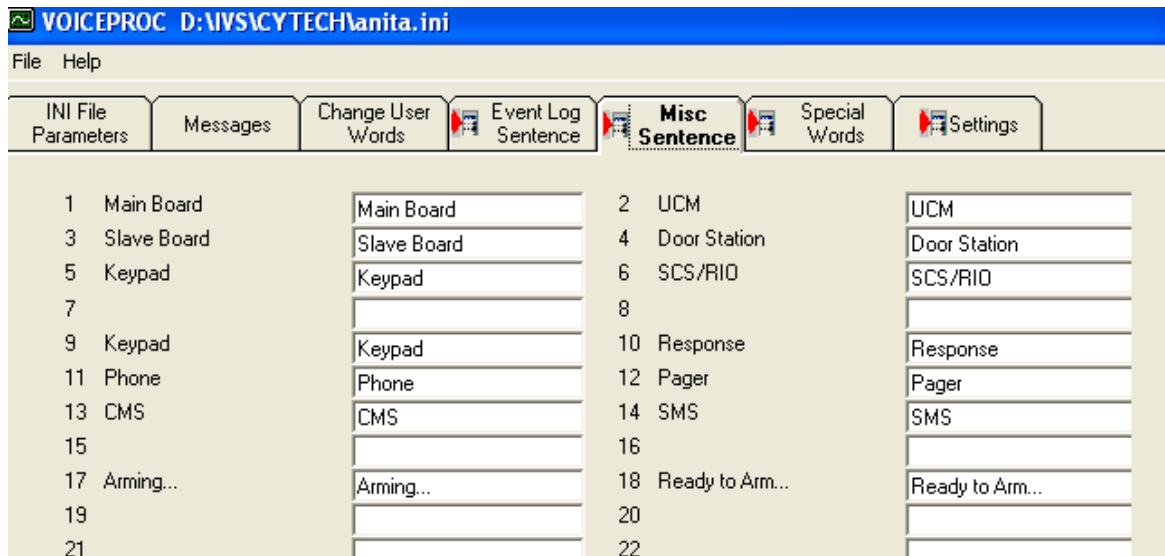 VOICEPROC D:\IVS\CYTECH\anita.ini
File Help
INI File Parameters Messages Change User Words Event Log Sentence Misc Sentence Special Words Settings
1 Main Board Main Board 2 UCM UCM
3 Slave Board Slave Board 4 Door Station Door Station
5 Keypad Keypad 6 SCS/RIO SCS/RIO
7 8
9 Keypad Keypad 10 Response Response
11 Phone Phone 12 Pager Pager
13 CMS CMS 14 SMS SMS
15 16
17 Arming... Arming... 18 Ready to Arm... Ready to Arm...
19 20
21 22